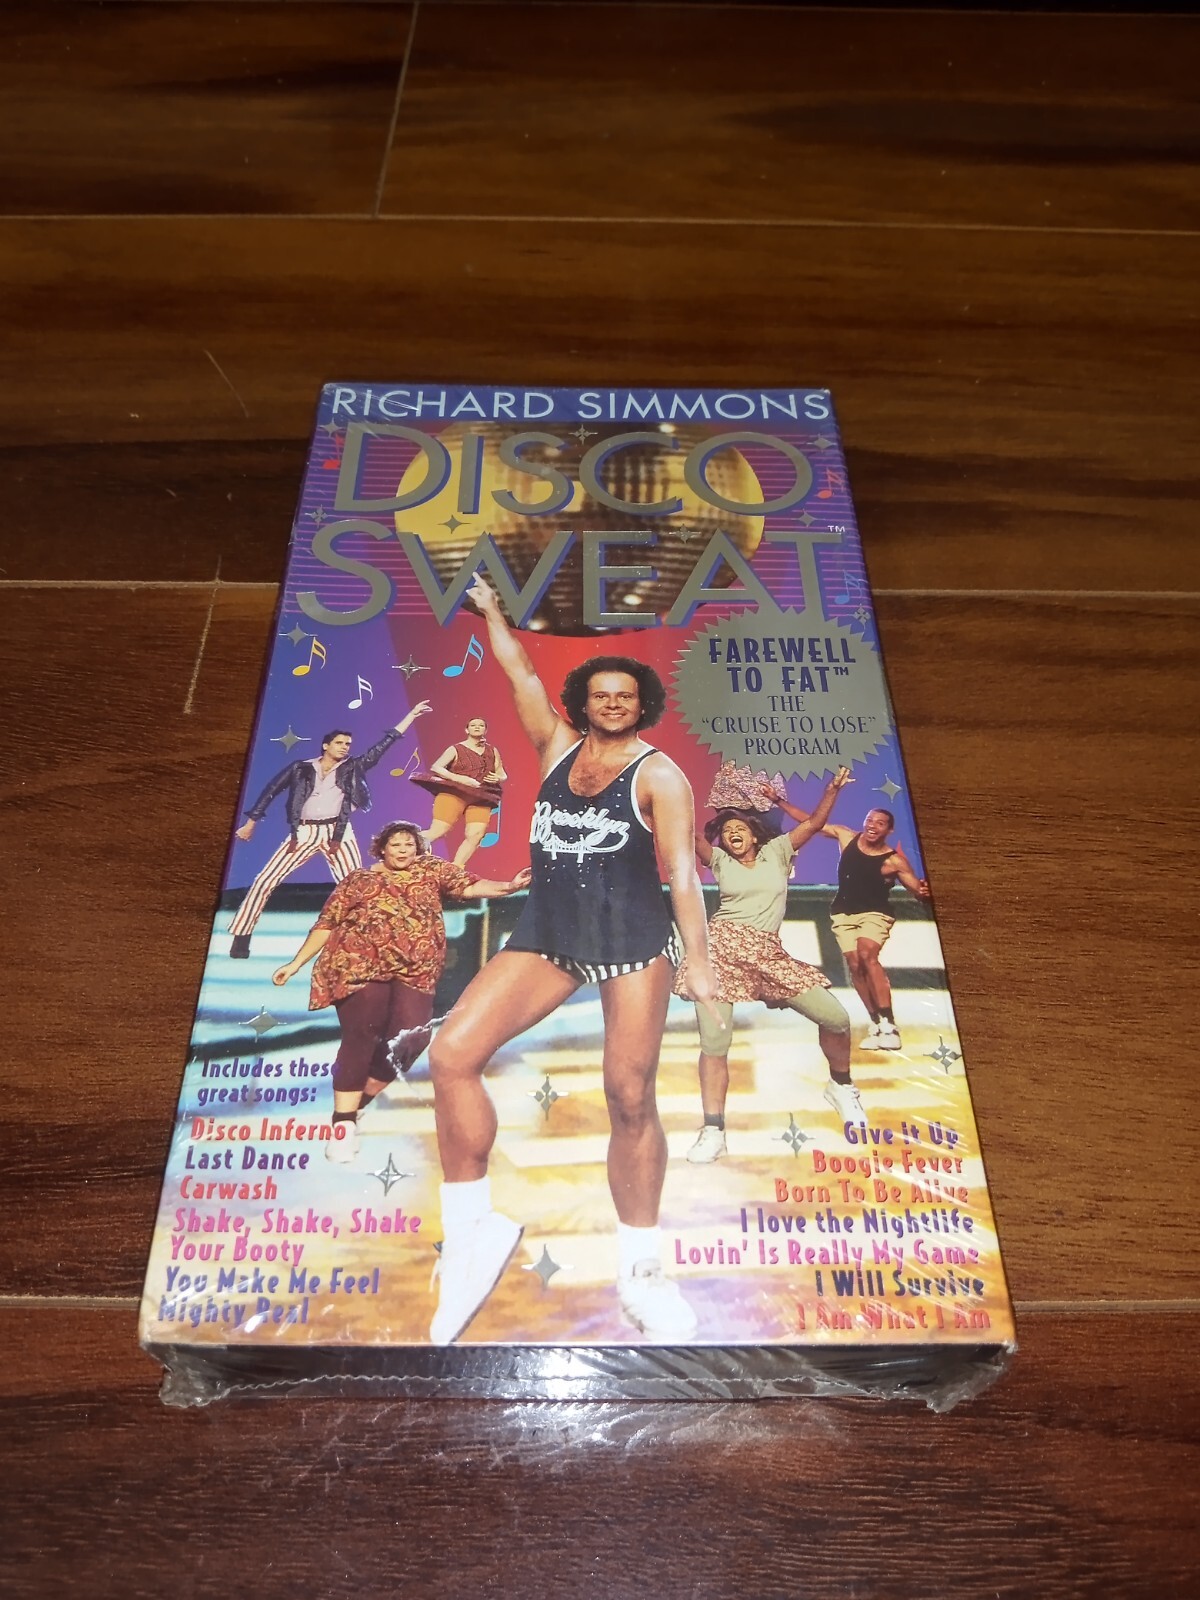 RICHARD SIMMONS
DISCO
SWEAT™
FAREWELL
TO FAT™
THE
"CRUISE TO LOSE"
PROGRAM
Brooklyn
Includes these
great songs:
Disco Inferno
Last Dance
Carwash
Shake, Shake, Shake
Your Booty
You Make Me Feel
Mighty Real
Give it Up
Boogie Fever
Born To Be Alive
I love the Nightlife
Lovin' Is Really My Game
I Will Survive
I Am What I Am